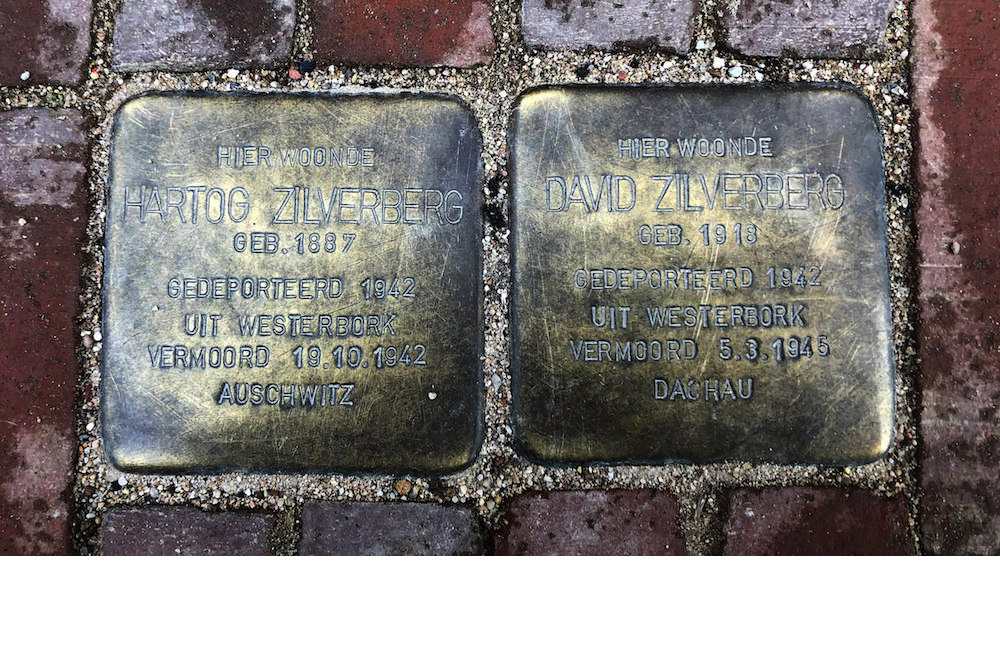 HIER WOONDE
HARTOG ZILVERBERG
GEB. 1887
GEDEPORTEERD 1942
UIT WESTERBORK
VERMOORD 19.10.1942
AUSCHWITZ
HIER WOONDE
DAVID ZILVERBERG
GEB. 1918
GEDEPORTEERD 1942
UIT WESTERBORK
VERMOORD 5.3.1945
DACHAU